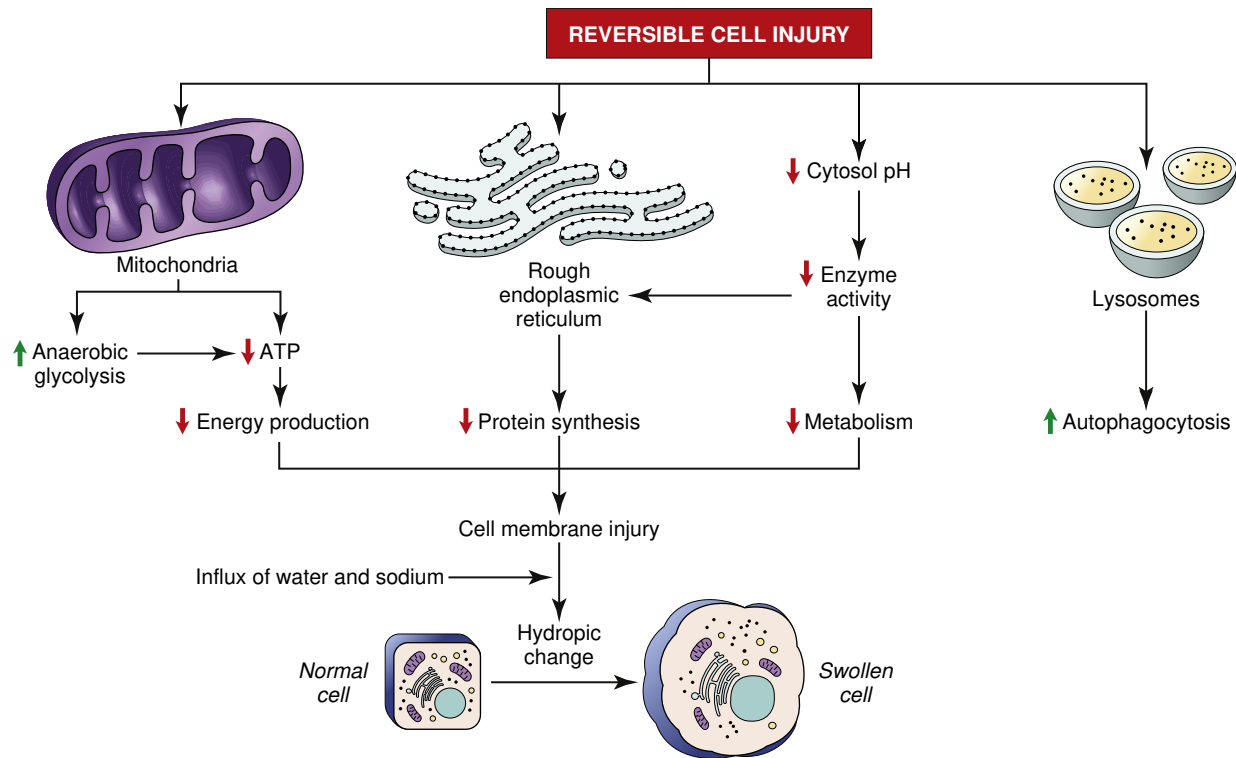 REVERSIBLE CELL INJURY
Cytosol pH
Mitochondria
Rough
endoplasmic
reticulum
Enzyme
activity
Lysosomes
Anaerobic
glycolysis
ATP
Energy production
Protein synthesis
Metabolism
Autophagocytosis
Cell membrane injury
Influx of water and sodium
Hydropic
change
Normal
cell
Swollen
cell